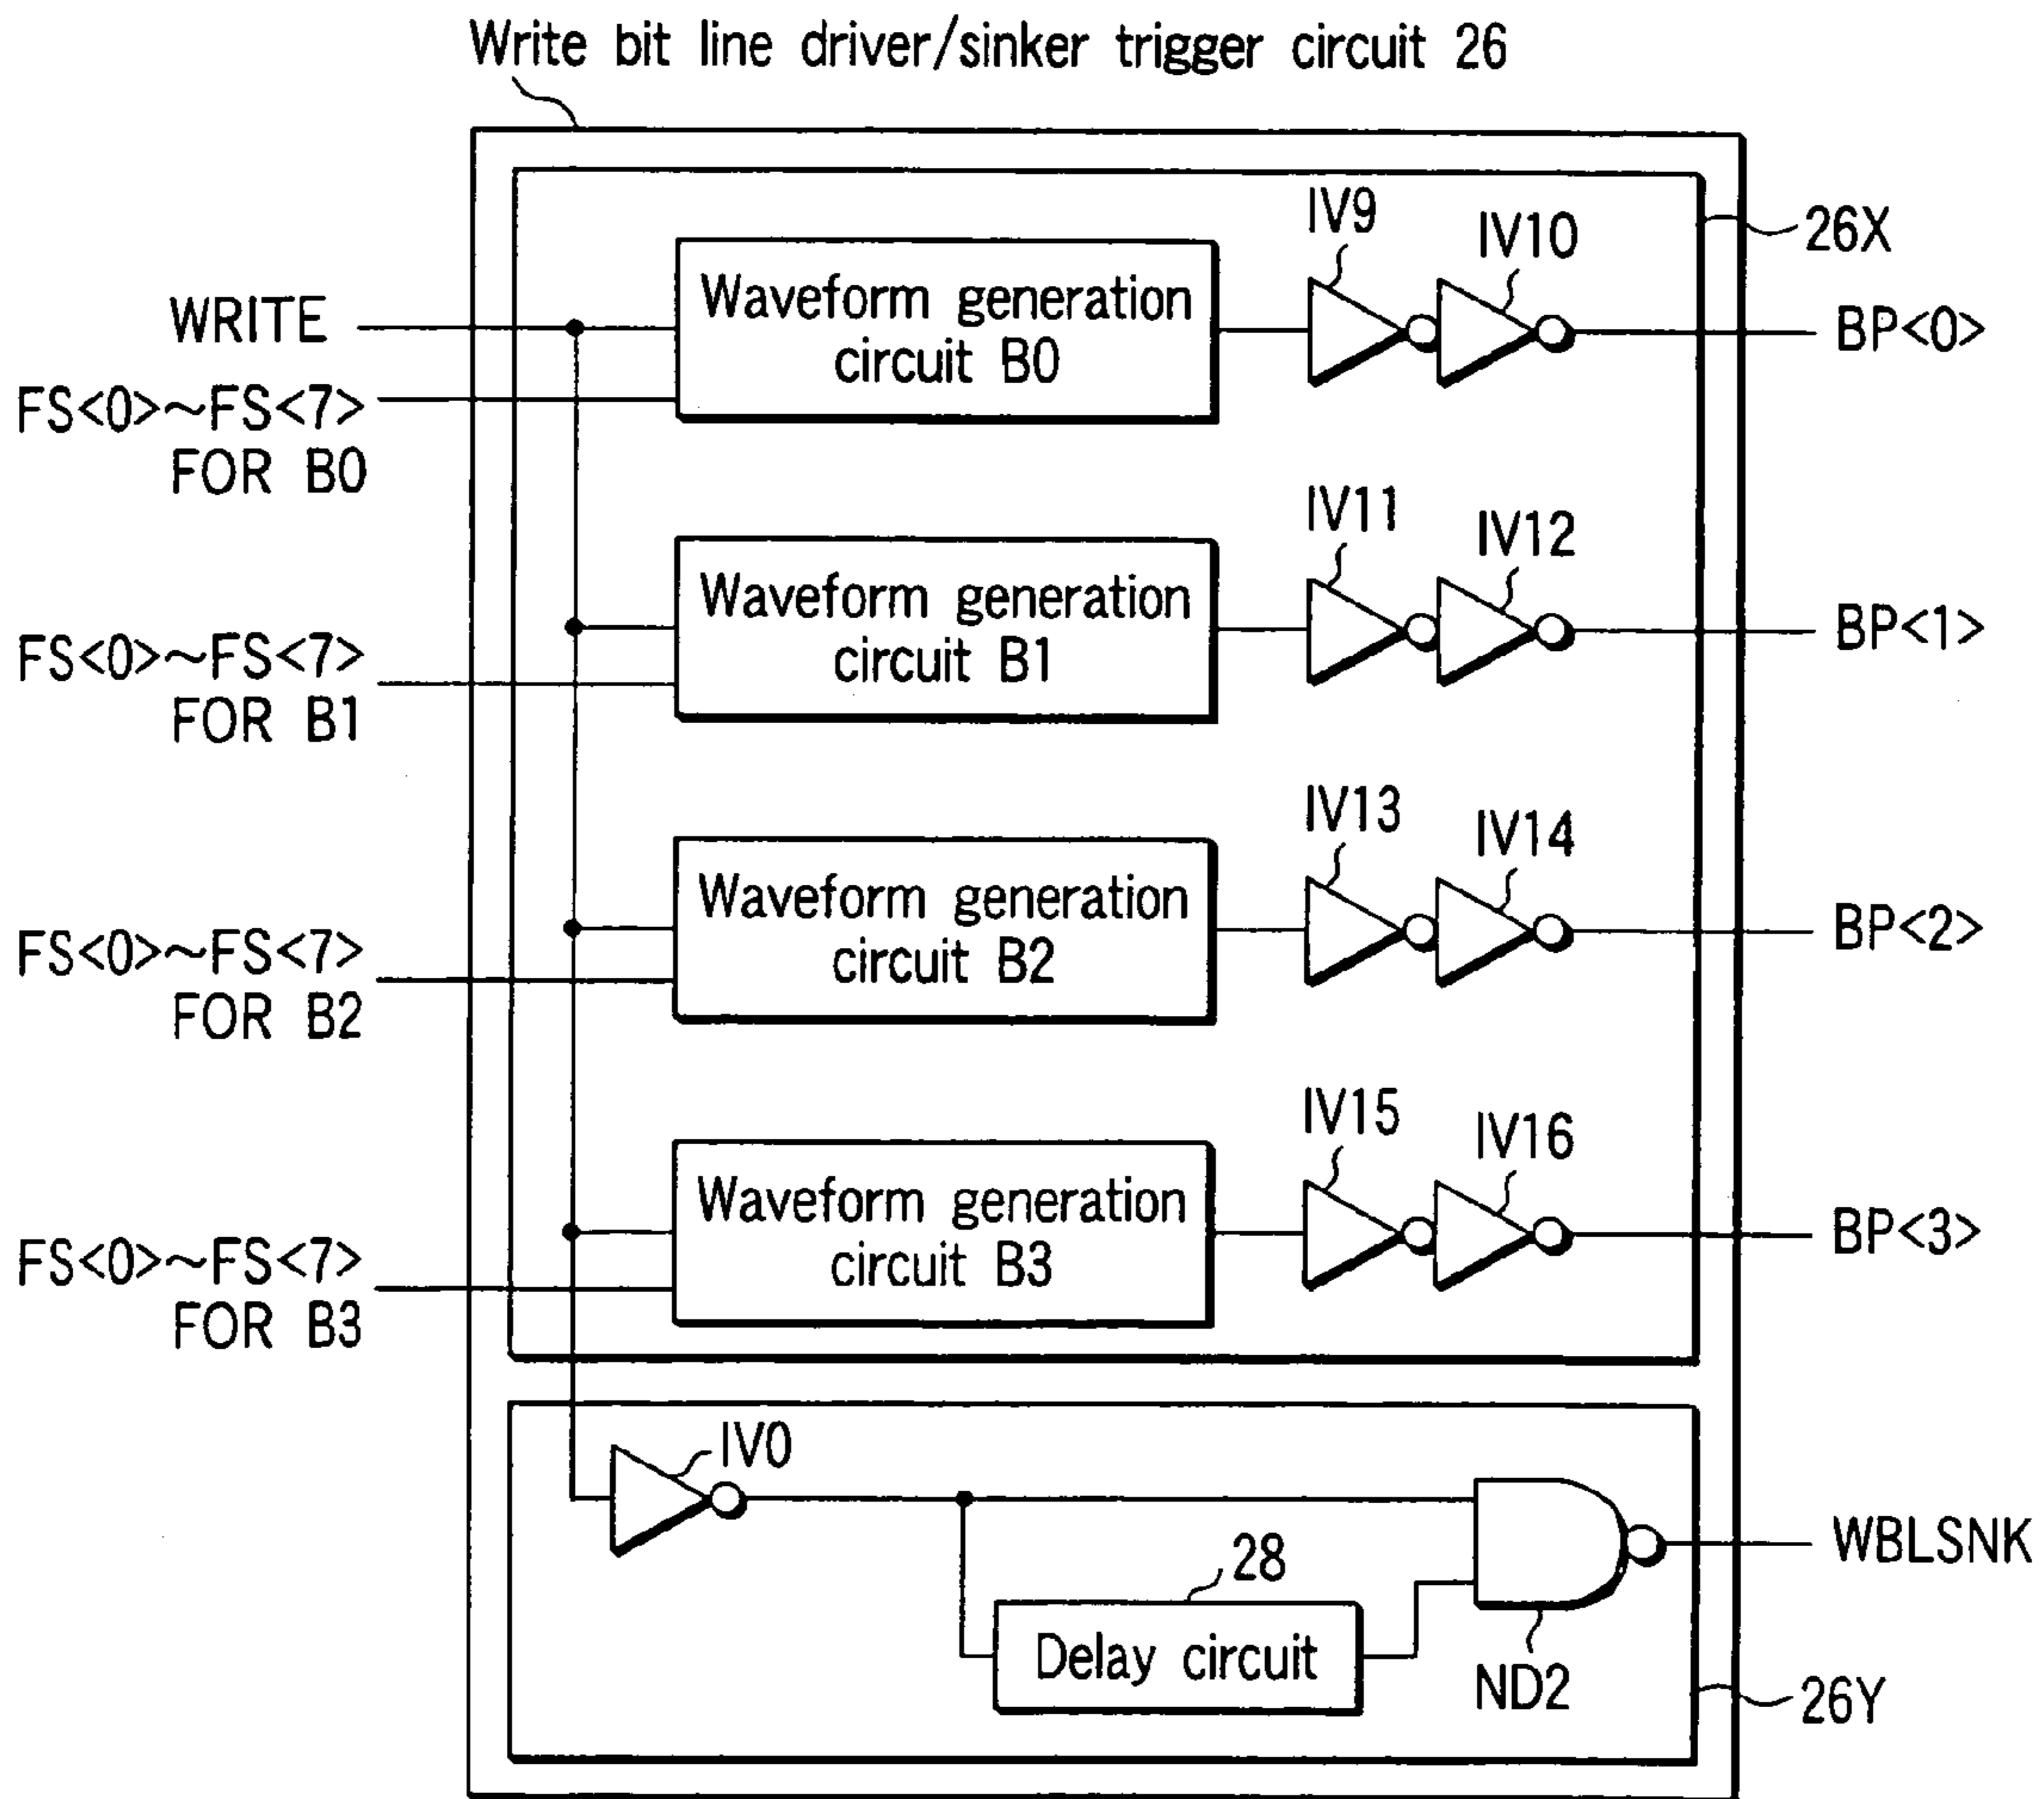 Write bit line driver/sinker trigger circuit 26
26X
IV9
IV10
WRITE
Waveform generation
circuit B0
BP<0>
FS<0>~FS<7>
FOR B0
IV11
IV12
Waveform generation
circuit B1
BP<1>
FS<0>~FS<7>
FOR B1
IV13
IV14
Waveform generation
circuit B2
BP<2>
FS<0>~FS<7>
FOR B2
IV15
IV16
Waveform generation
circuit B3
BP<3>
FS<0>~FS<7>
FOR B3
IV0
28
Delay circuit
WBLSNK
ND2
26Y